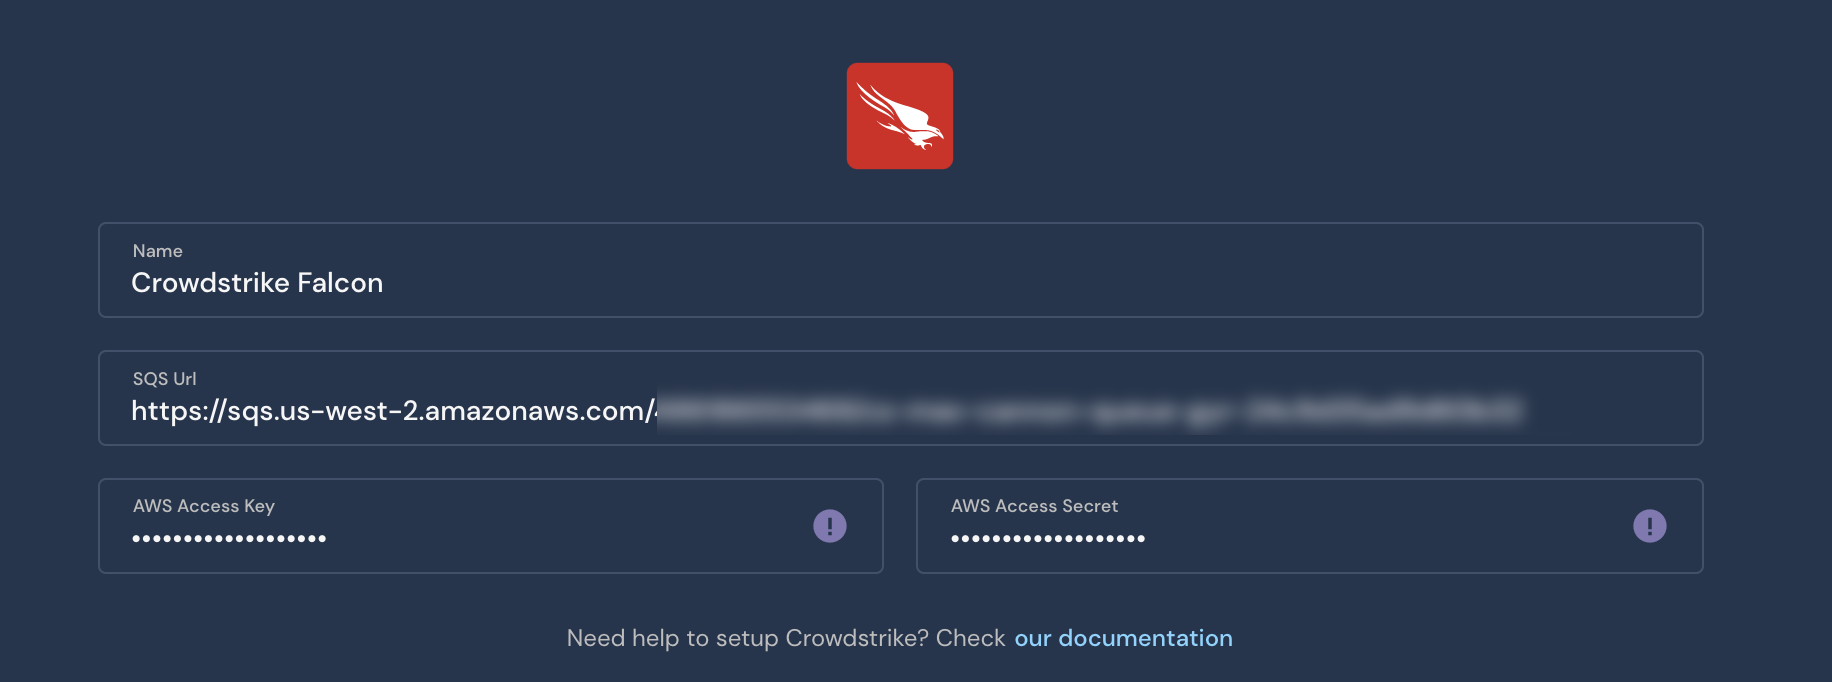 Name
Crowdstrike Falcon
SQS Url
https://sqs.us-west-2.amazonaws.com/
AWS Access Key
•••••••••••••••••••
!
AWS Access Secret
•••••••••••••••••••
!
Need help to setup Crowdstrike? Check our documentation